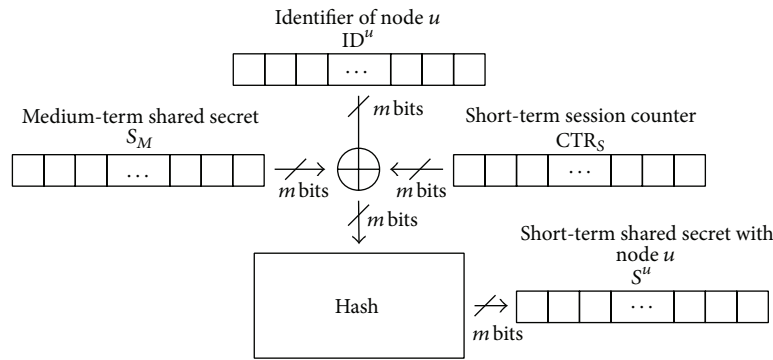 Identifier of node u
ID^u
...
m bits
Medium-term shared secret
S_M
...
m bits
Short-term session counter
CTR_S
...
m bits
m bits
Hash
m bits
Short-term shared secret with
node u
S^u
...